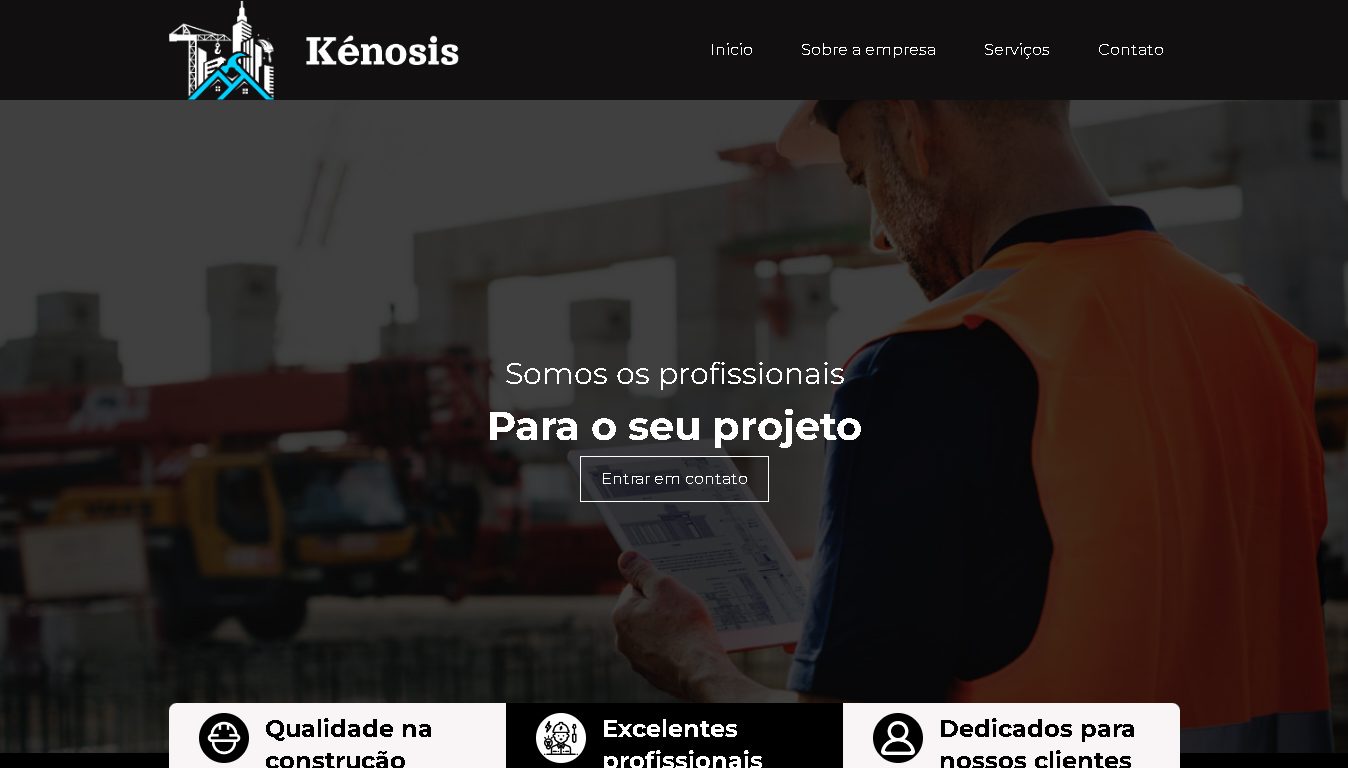 Kénosis
Início
Sobre a empresa
Serviços
Contato
Somos os profissionais
Para o seu projeto
Entrar em contato
Qualidade na
construção
Excelentes
profissionais
Dedicados para
nossos clientes